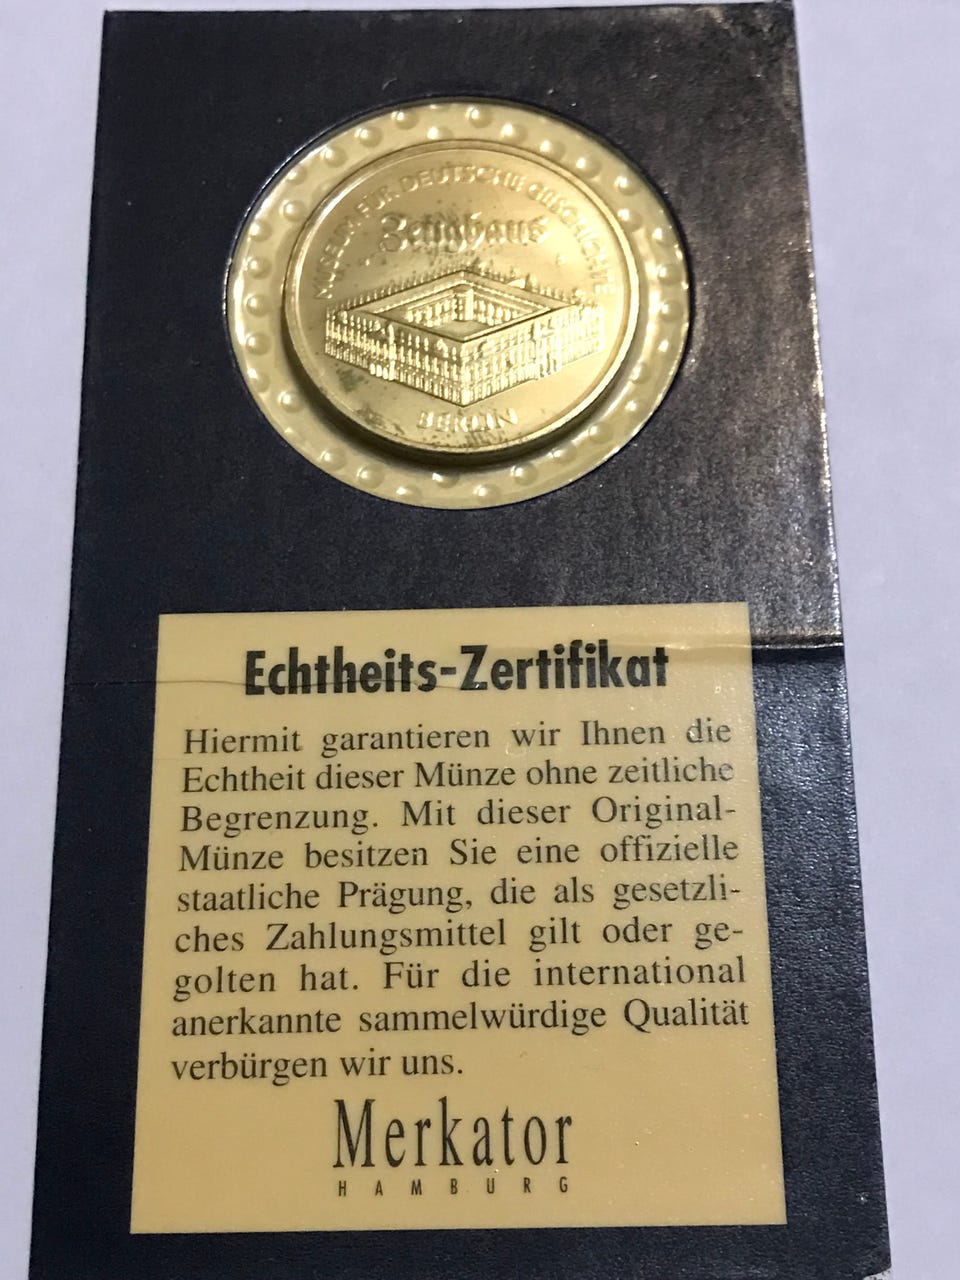 MUSEUM FÜR DEUTSCHE GESCHICHTE
Zeughaus
BERLIN
Echtheits-Zertifikat
Hiermit garantieren wir Ihnen die
Echtheit dieser Münze ohne zeitliche
Begrenzung. Mit dieser Original-
Münze besitzen Sie eine offizielle
staatliche Prägung, die als gesetzli-
ches Zahlungsmittel gilt oder ge-
golten hat. Für die international
anerkannte sammelwürdige Qualität
verbürgen wir uns.
Merkator
HAMBURG